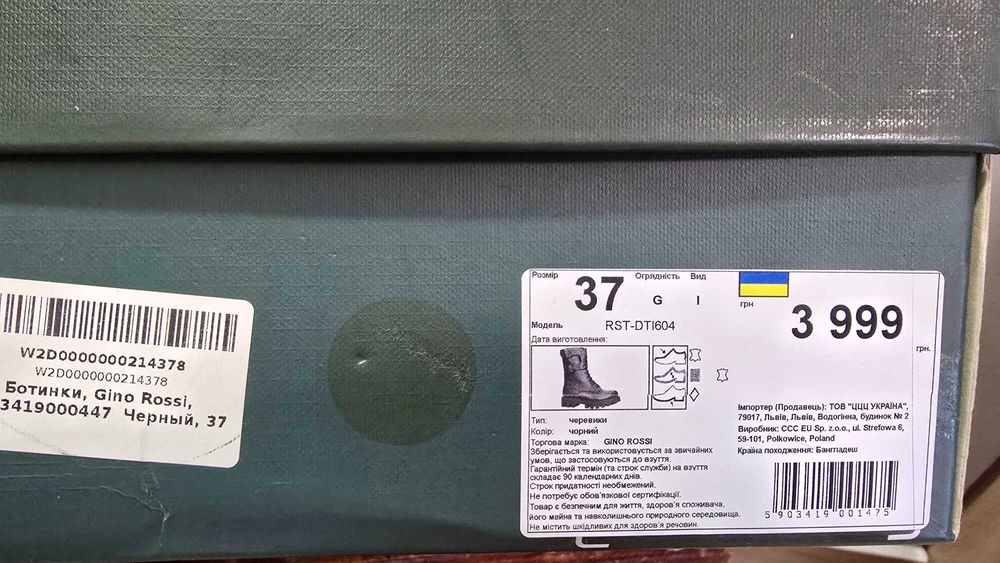 W2D0000000214378
W2D0000000214378
Ботинки, Gino Rossi,
3419000447 Черный, 37
Розмір 37
Огрядність G
Вид I
грн
3 999 грн.
Модель RST-DTI604
Дата виготовлення:
Тип: черевики
Колір: чорний
Торгова марка: GINO ROSSI
Зберігається та використовується за звичайних
умов, що застосовуються до взуття.
Гарантійний термін (та строк служби) на взуття
складає 90 календарних днів.
Строк придатності необмежений.
Не потребує обов'язкової сертифікації.
Товар є безпечним для життя, здоров'я споживача,
його майна та навколишнього природного середовища.
Не містить шкідливих для здоров'я речовин.
Імпортер (Продавець): ТОВ "ЦЦЦ УКРАЇНА",
79017, Львів, Львів, Водогінна, будинок № 2
Виробник: CCC EU Sp. z.o.o., ul. Strefowa 6,
59-101, Polkowice, Poland
Країна походження: Бангладеш
5 903419 001475